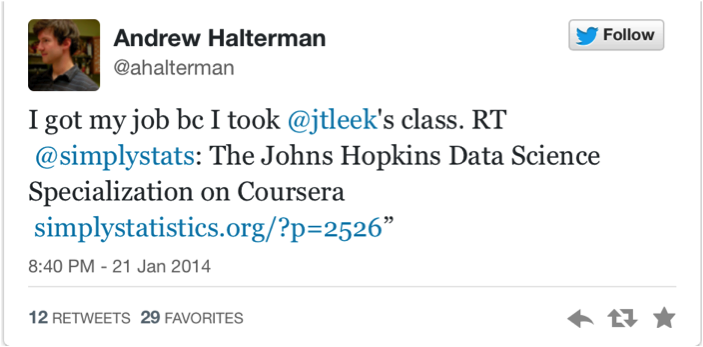 Andrew Halterman
Follow
@ahalterman
I got my job bc I took @jtleek's class. RT
@simplystats: The Johns Hopkins Data Science
Specialization on Coursera
simplystatistics.org/?p=2526”
8:40 PM - 21 Jan 2014
12 RETWEETS 29 FAVORITES